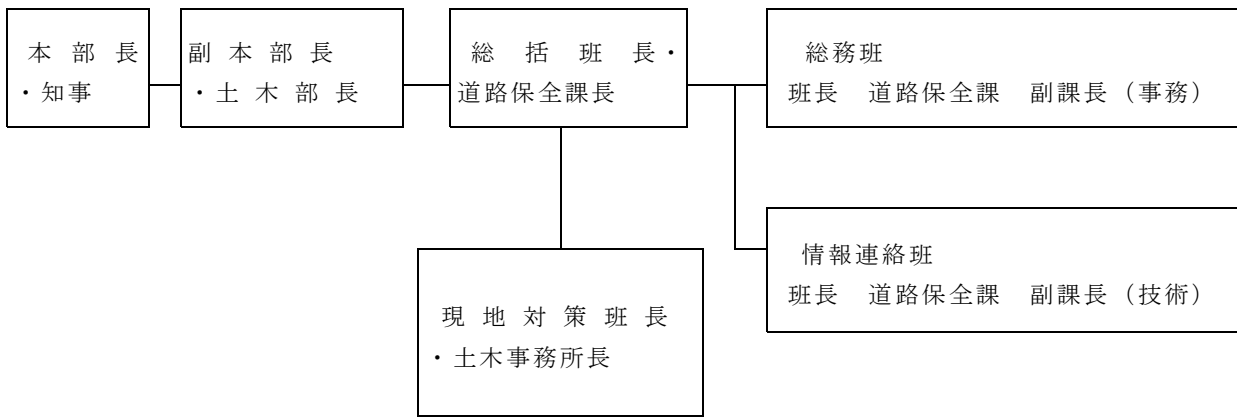 本部長
・知事
副本部長
・土木部長
総括班長・
道路保全課長
総務班
班長　道路保全課　副課長（事務）
情報連絡班
班長　道路保全課　副課長（技術）
現地対策班長
・土木事務所長